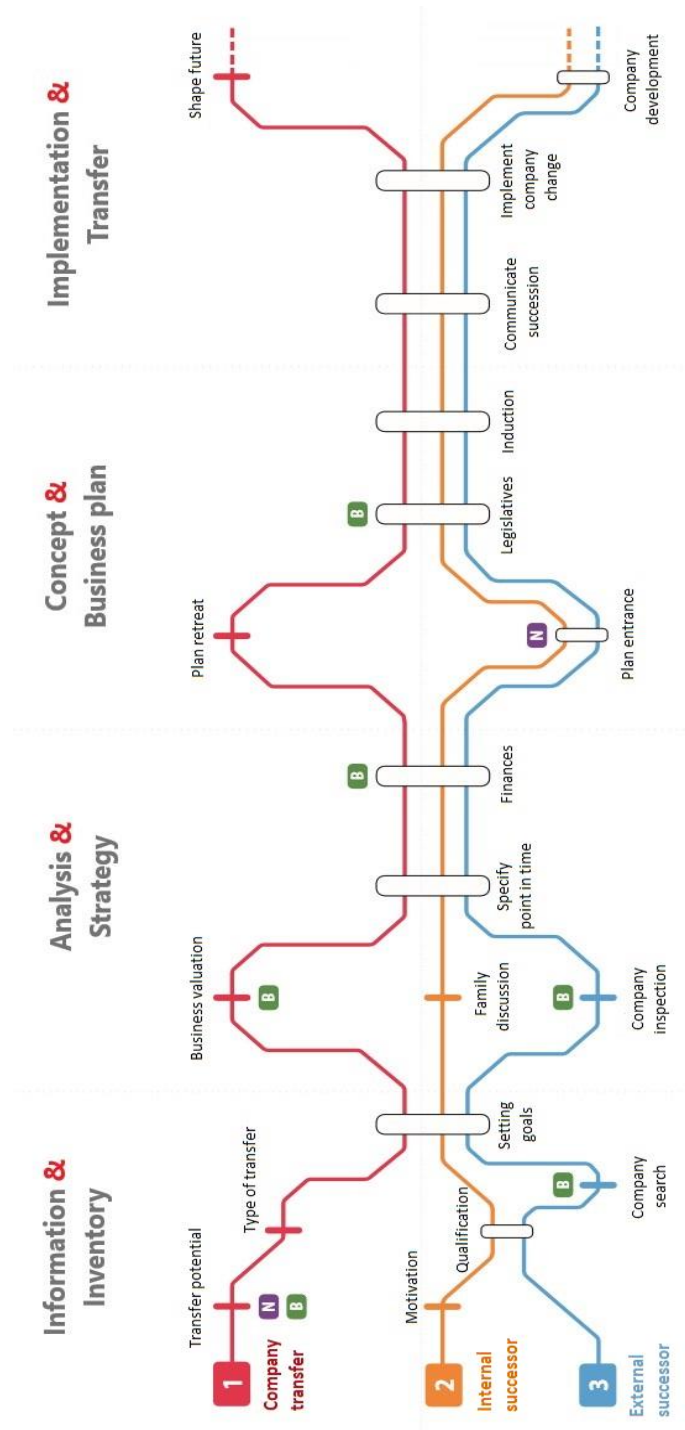 Information &
Inventory
Analysis &
Strategy
Concept &
Business plan
Implementation &
Transfer
1
Company
transfer
Transfer potential
N
B
Type of transfer
Business valuation
B
Plan retreat
Shape future
2
Internal
successor
Motivation
Qualification
Setting
goals
Family
discussion
Specify
point in time
B
Finances
B
Legislatives
Induction
Communicate
succession
Implement
company
change
3
External
successor
B
Company
search
B
Company
inspection
N
Plan entrance
Company
development